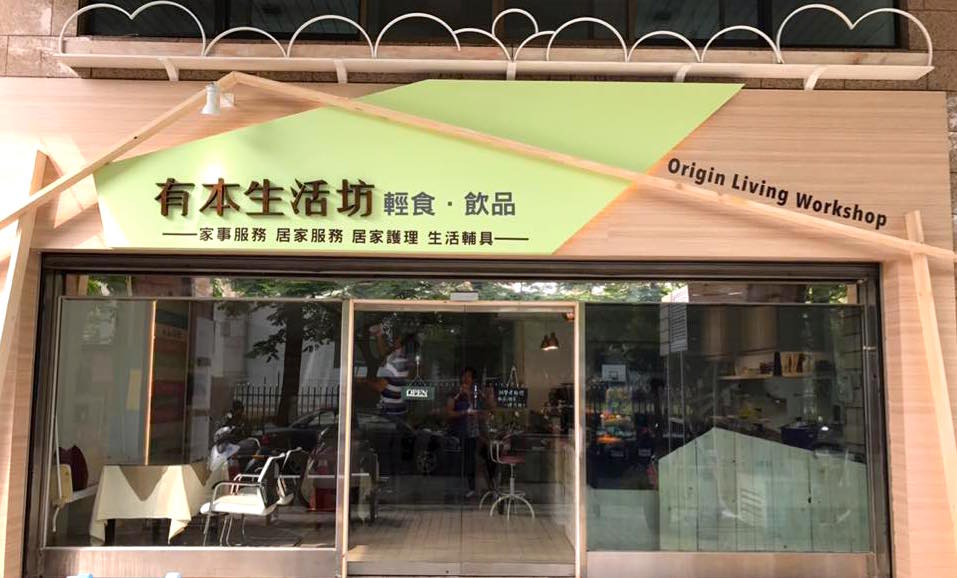 有本生活坊 輕食·飲品
家事服務 居家服務 居家護理 生活輔具
Origin Living Workshop
OPEN